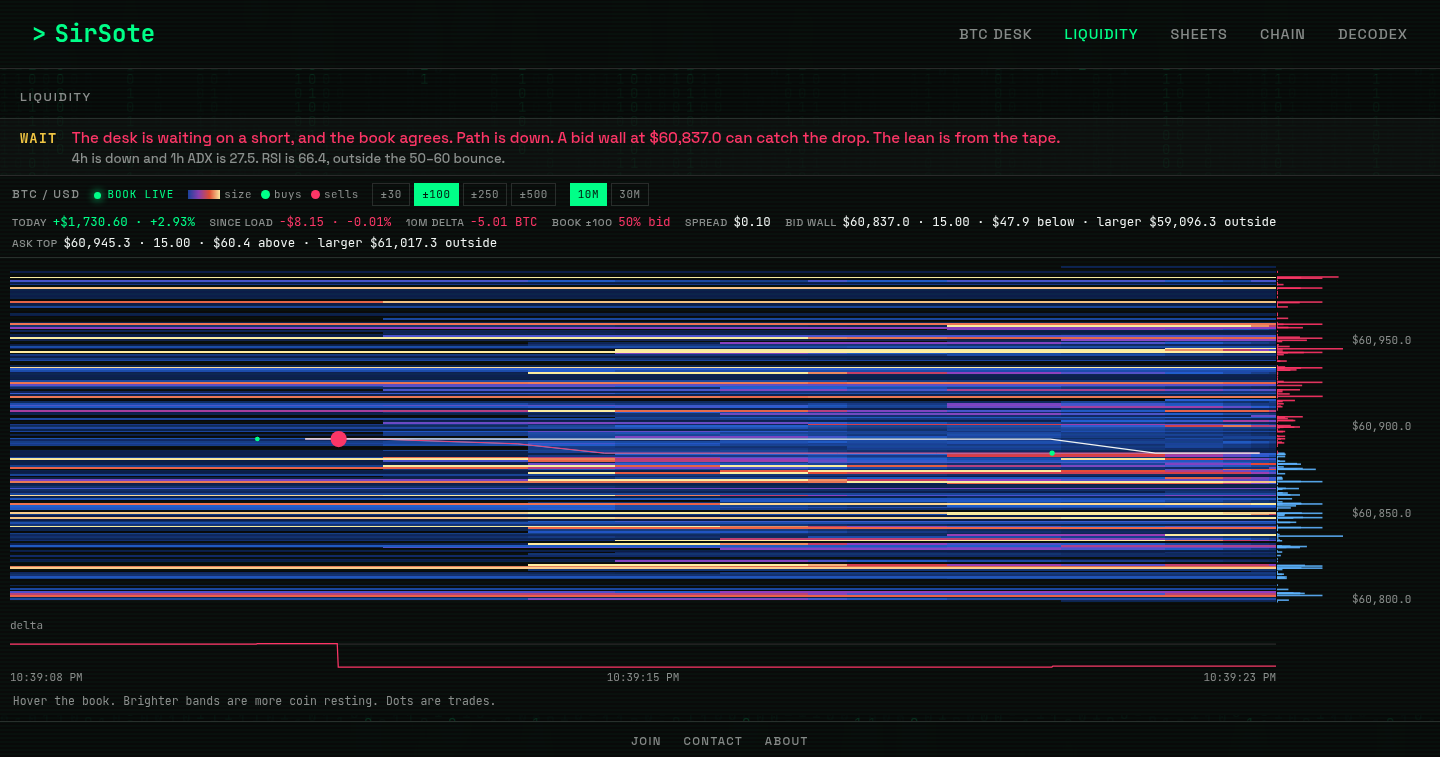 > SirSote
BTC DESK LIQUIDITY SHEETS CHAIN DECODEX
LIQUIDITY
WAIT The desk is waiting on a short, and the book agrees. Path is down. A bid wall at $60,837.0 can catch the drop. The lean is from the tape.
4h is down and 1h ADX is 27.5. RSI is 66.4, outside the 50–60 bounce.
BTC / USD BOOK LIVE size buys sells ±30 ±100 ±250 ±500 10M 30M
TODAY +$1,730.60 · +2.93% SINCE LOAD -$8.15 · -0.01% 10M DELTA -5.01 BTC BOOK ±100 50% bid SPREAD $0.10 BID WALL $60,837.0 · 15.00 · $47.9 below · larger $59,096.3 outside
ASK TOP $60,945.3 · 15.00 · $60.4 above · larger $61,017.3 outside
$60,950.0
$60,900.0
$60,850.0
$60,800.0
delta
10:39:08 PM 10:39:15 PM 10:39:23 PM
Hover the book. Brighter bands are more coin resting. Dots are trades.
JOIN CONTACT ABOUT